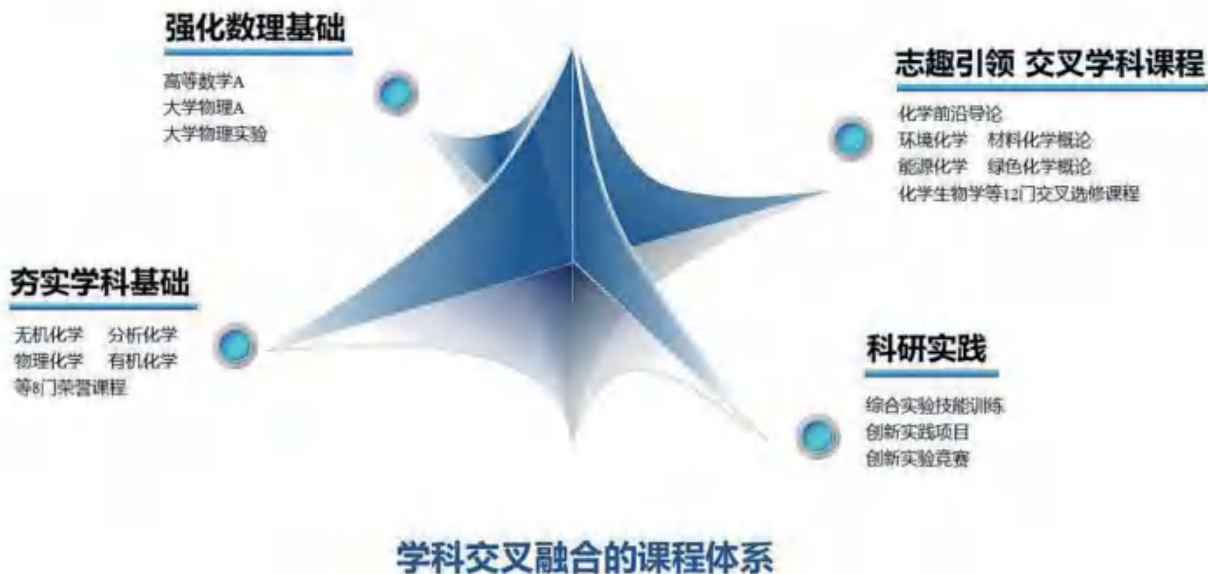 强化数理基础
高等数学A
大学物理A
大学物理实验
志趣引领 交叉学科课程
化学前沿导论
环境化学 材料化学概论
能源化学 绿色化学概论
化学生物学等12门交叉选修课程
夯实学科基础
无机化学 分析化学
物理化学 有机化学
等8门荣誉课程
科研实践
综合实验技能训练
创新实践项目
创新实验竞赛
学科交叉融合的课程体系